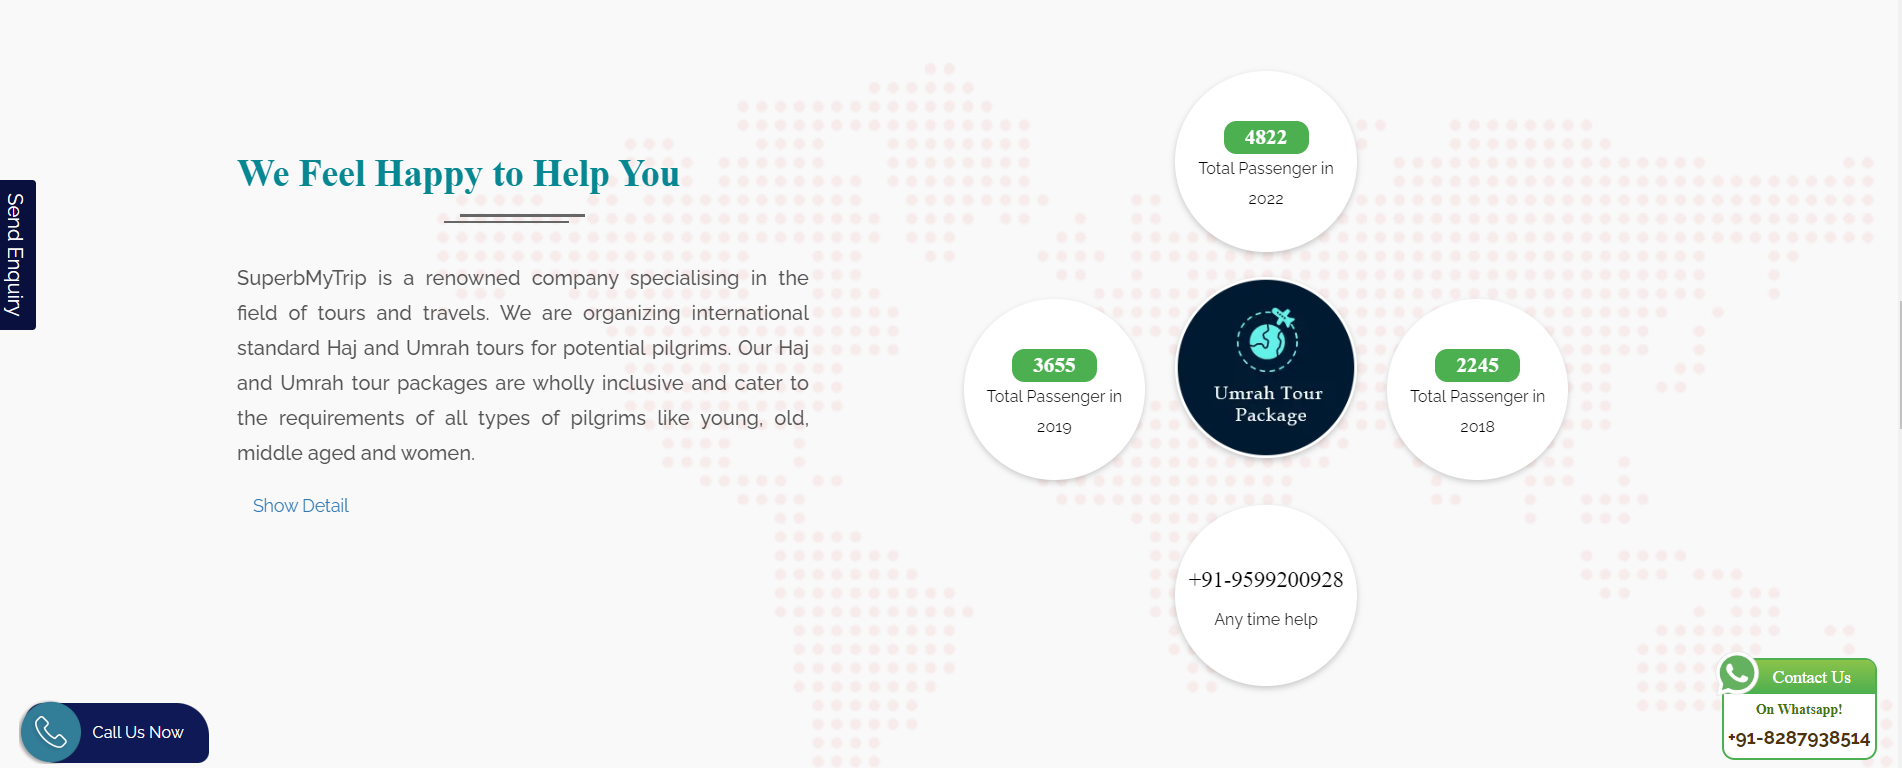 Send Enquiry
We Feel Happy to Help You
SuperbMyTrip is a renowned company specialising in the
field of tours and travels. We are organizing international
standard Haj and Umrah tours for potential pilgrims. Our Haj
and Umrah tour packages are wholly inclusive and cater to
the requirements of all types of pilgrims like young, old,
middle aged and women.
Show Detail
4822
Total Passenger in
2022
3655
Total Passenger in
2019
Umrah Tour
Package
2245
Total Passenger in
2018
+91-9599200928
Any time help
Call Us Now
Contact Us
On Whatsapp!
+91-8287938514